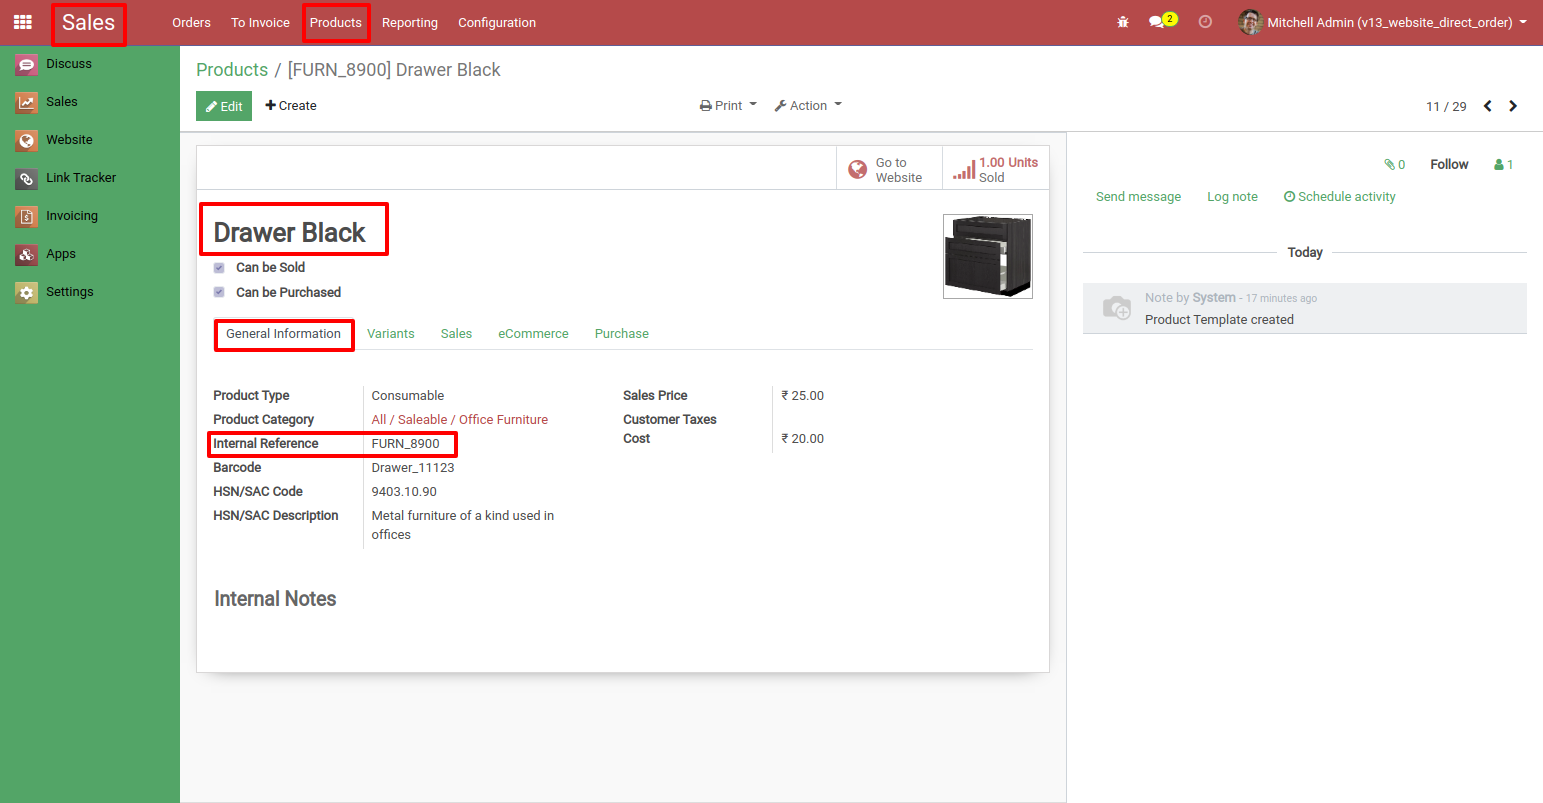 Sales Orders To Invoice Products Reporting Configuration 2 Mitchell Admin (v13_website_direct_order)
Discuss
Sales
Website
Link Tracker
Invoicing
Apps
Settings
Products / [FURN_8900] Drawer Black
Edit Create Print Action 11 / 29
Go to
Website
1.00 Units
Sold
Drawer Black
Can be Sold
Can be Purchased
General Information Variants Sales eCommerce Purchase
Product Type Consumable
Product Category All / Saleable / Office Furniture
Internal Reference FURN_8900
Barcode Drawer_11123
HSN/SAC Code 9403.10.90
HSN/SAC Description Metal furniture of a kind used in
offices
Sales Price ₹ 25.00
Customer Taxes
Cost ₹ 20.00
Internal Notes
0 Follow 1
Send message Log note Schedule activity
Today
Note by System - 17 minutes ago
Product Template created